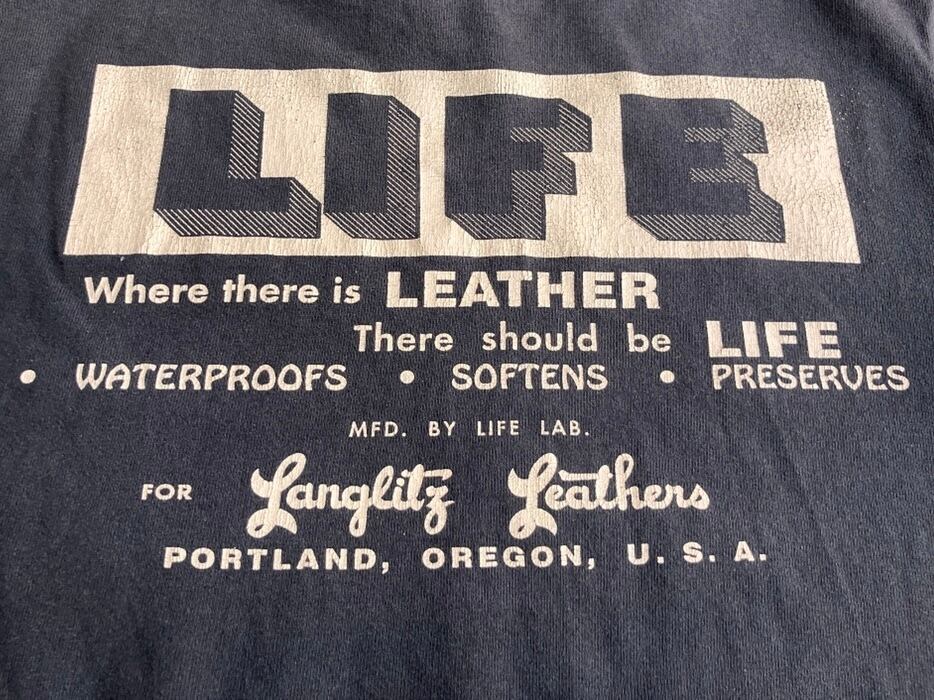 LIFE
Where there is LEATHER
There should be LIFE
• WATERPROOFS • SOFTENS • PRESERVES
MFD. BY LIFE LAB.
FOR Langlitz Leathers
PORTLAND, OREGON, U. S. A.